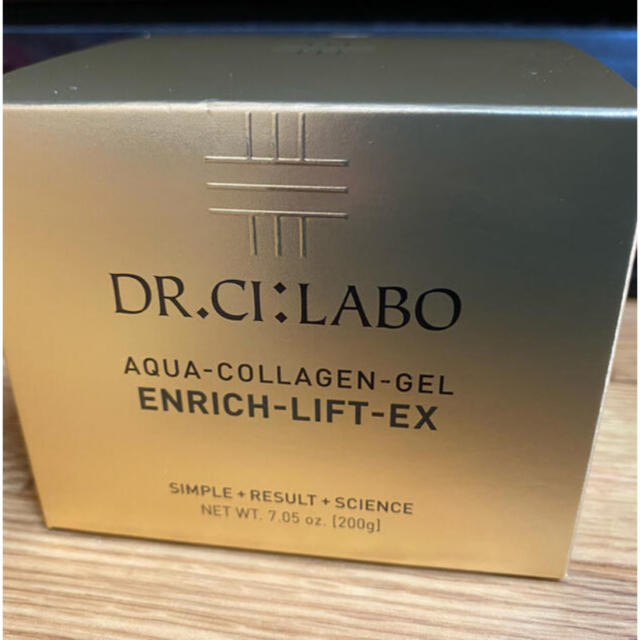 DR.CI:LABO
AQUA-COLLAGEN-GEL
ENRICH-LIFT-EX
SIMPLE + RESULT + SCIENCE
NET WT. 7.05 oz. [200g]